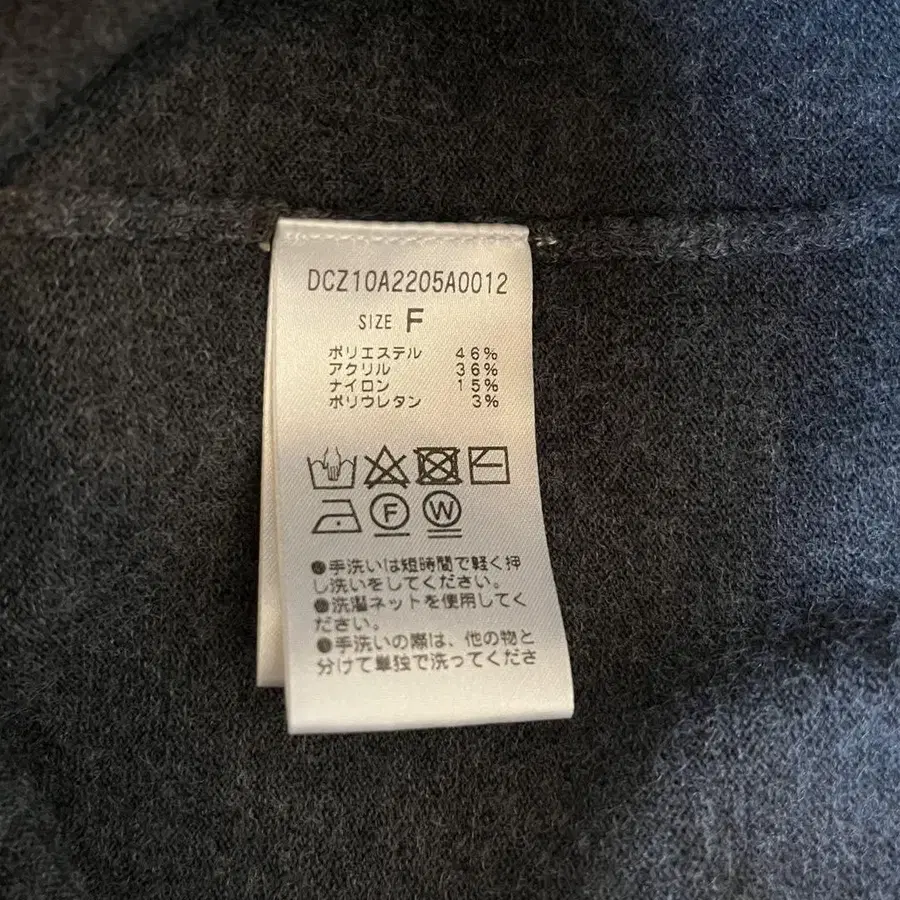 DCZ10A2205A0012
SIZE F
ポリエステル 46%
アクリル 36%
ナイロン 15%
ポリウレタン 3%
F W
●手洗いは短時間で軽く押
し洗いをしてください。
●洗濯ネットを使用してく
ださい。
●手洗いの際は、他の物と
分けて単独で洗ってくださ